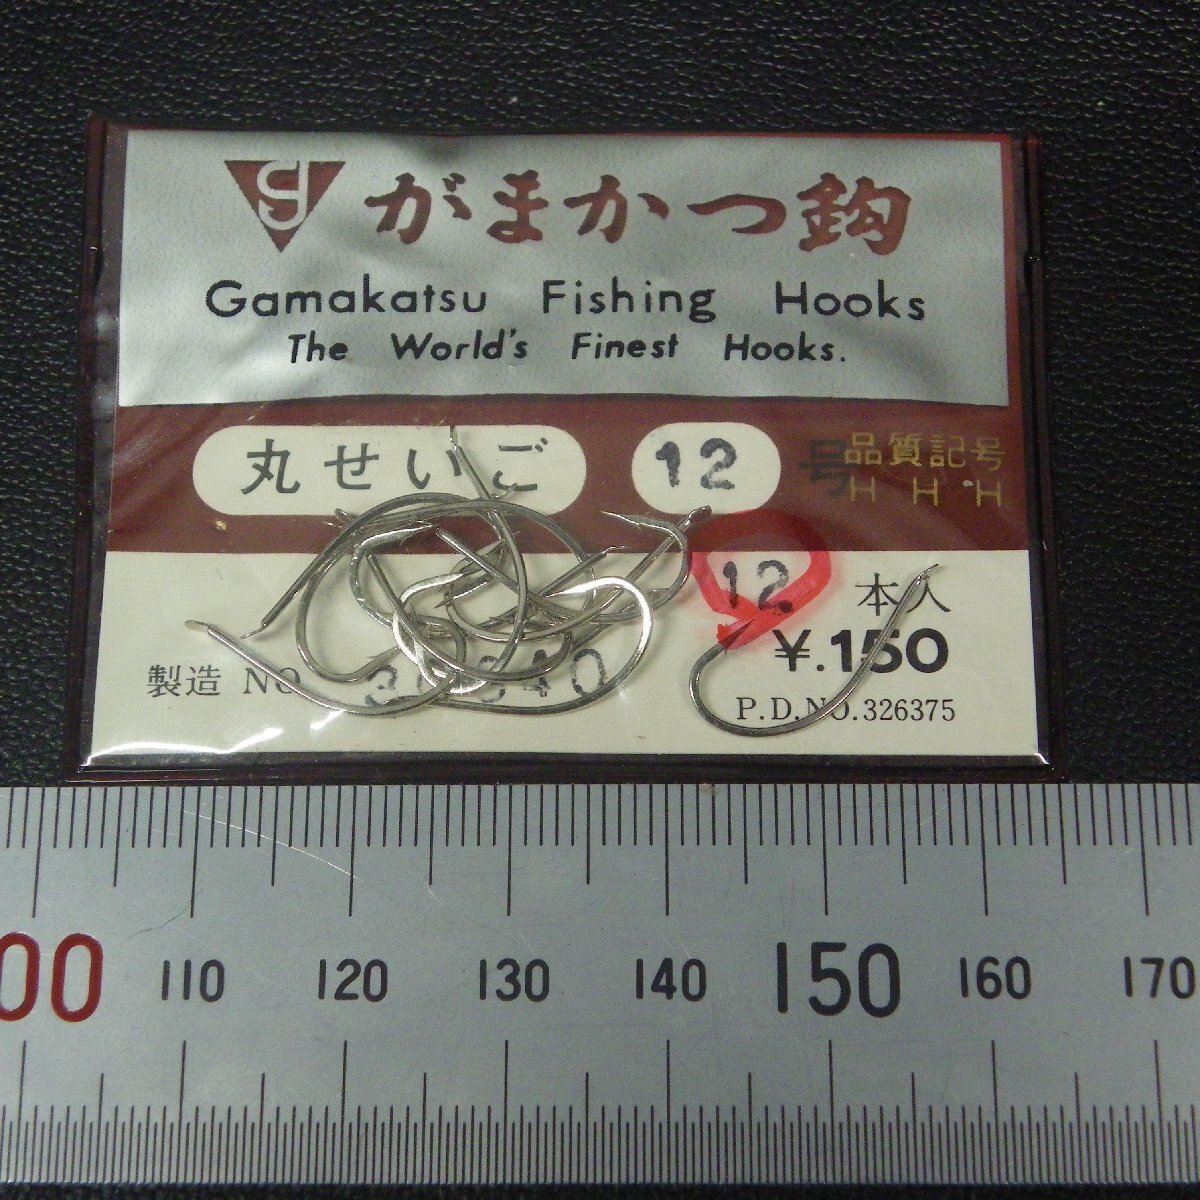 がまかつ鈎
Gamakatsu Fishing Hooks
The World's Finest Hooks.
丸せいご 12 号 品質記号
H H H
12 本入
¥.150
製造 NO
P.D.NO.326375
00 110 120 130 140 150 160 170